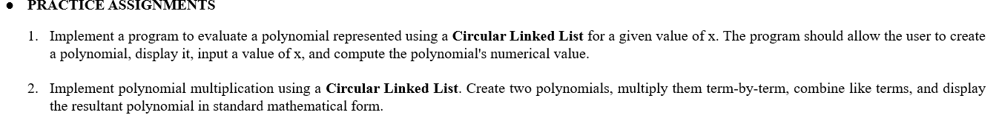 • PRACTICE ASSIGNMENTS
1. Implement a program to evaluate a polynomial represented using a Circular Linked List for a given value of x. The program should allow the user to create
a polynomial, display it, input a value of x, and compute the polynomial's numerical value.
2. Implement polynomial multiplication using a Circular Linked List. Create two polynomials, multiply them term-by-term, combine like terms, and display
the resultant polynomial in standard mathematical form.